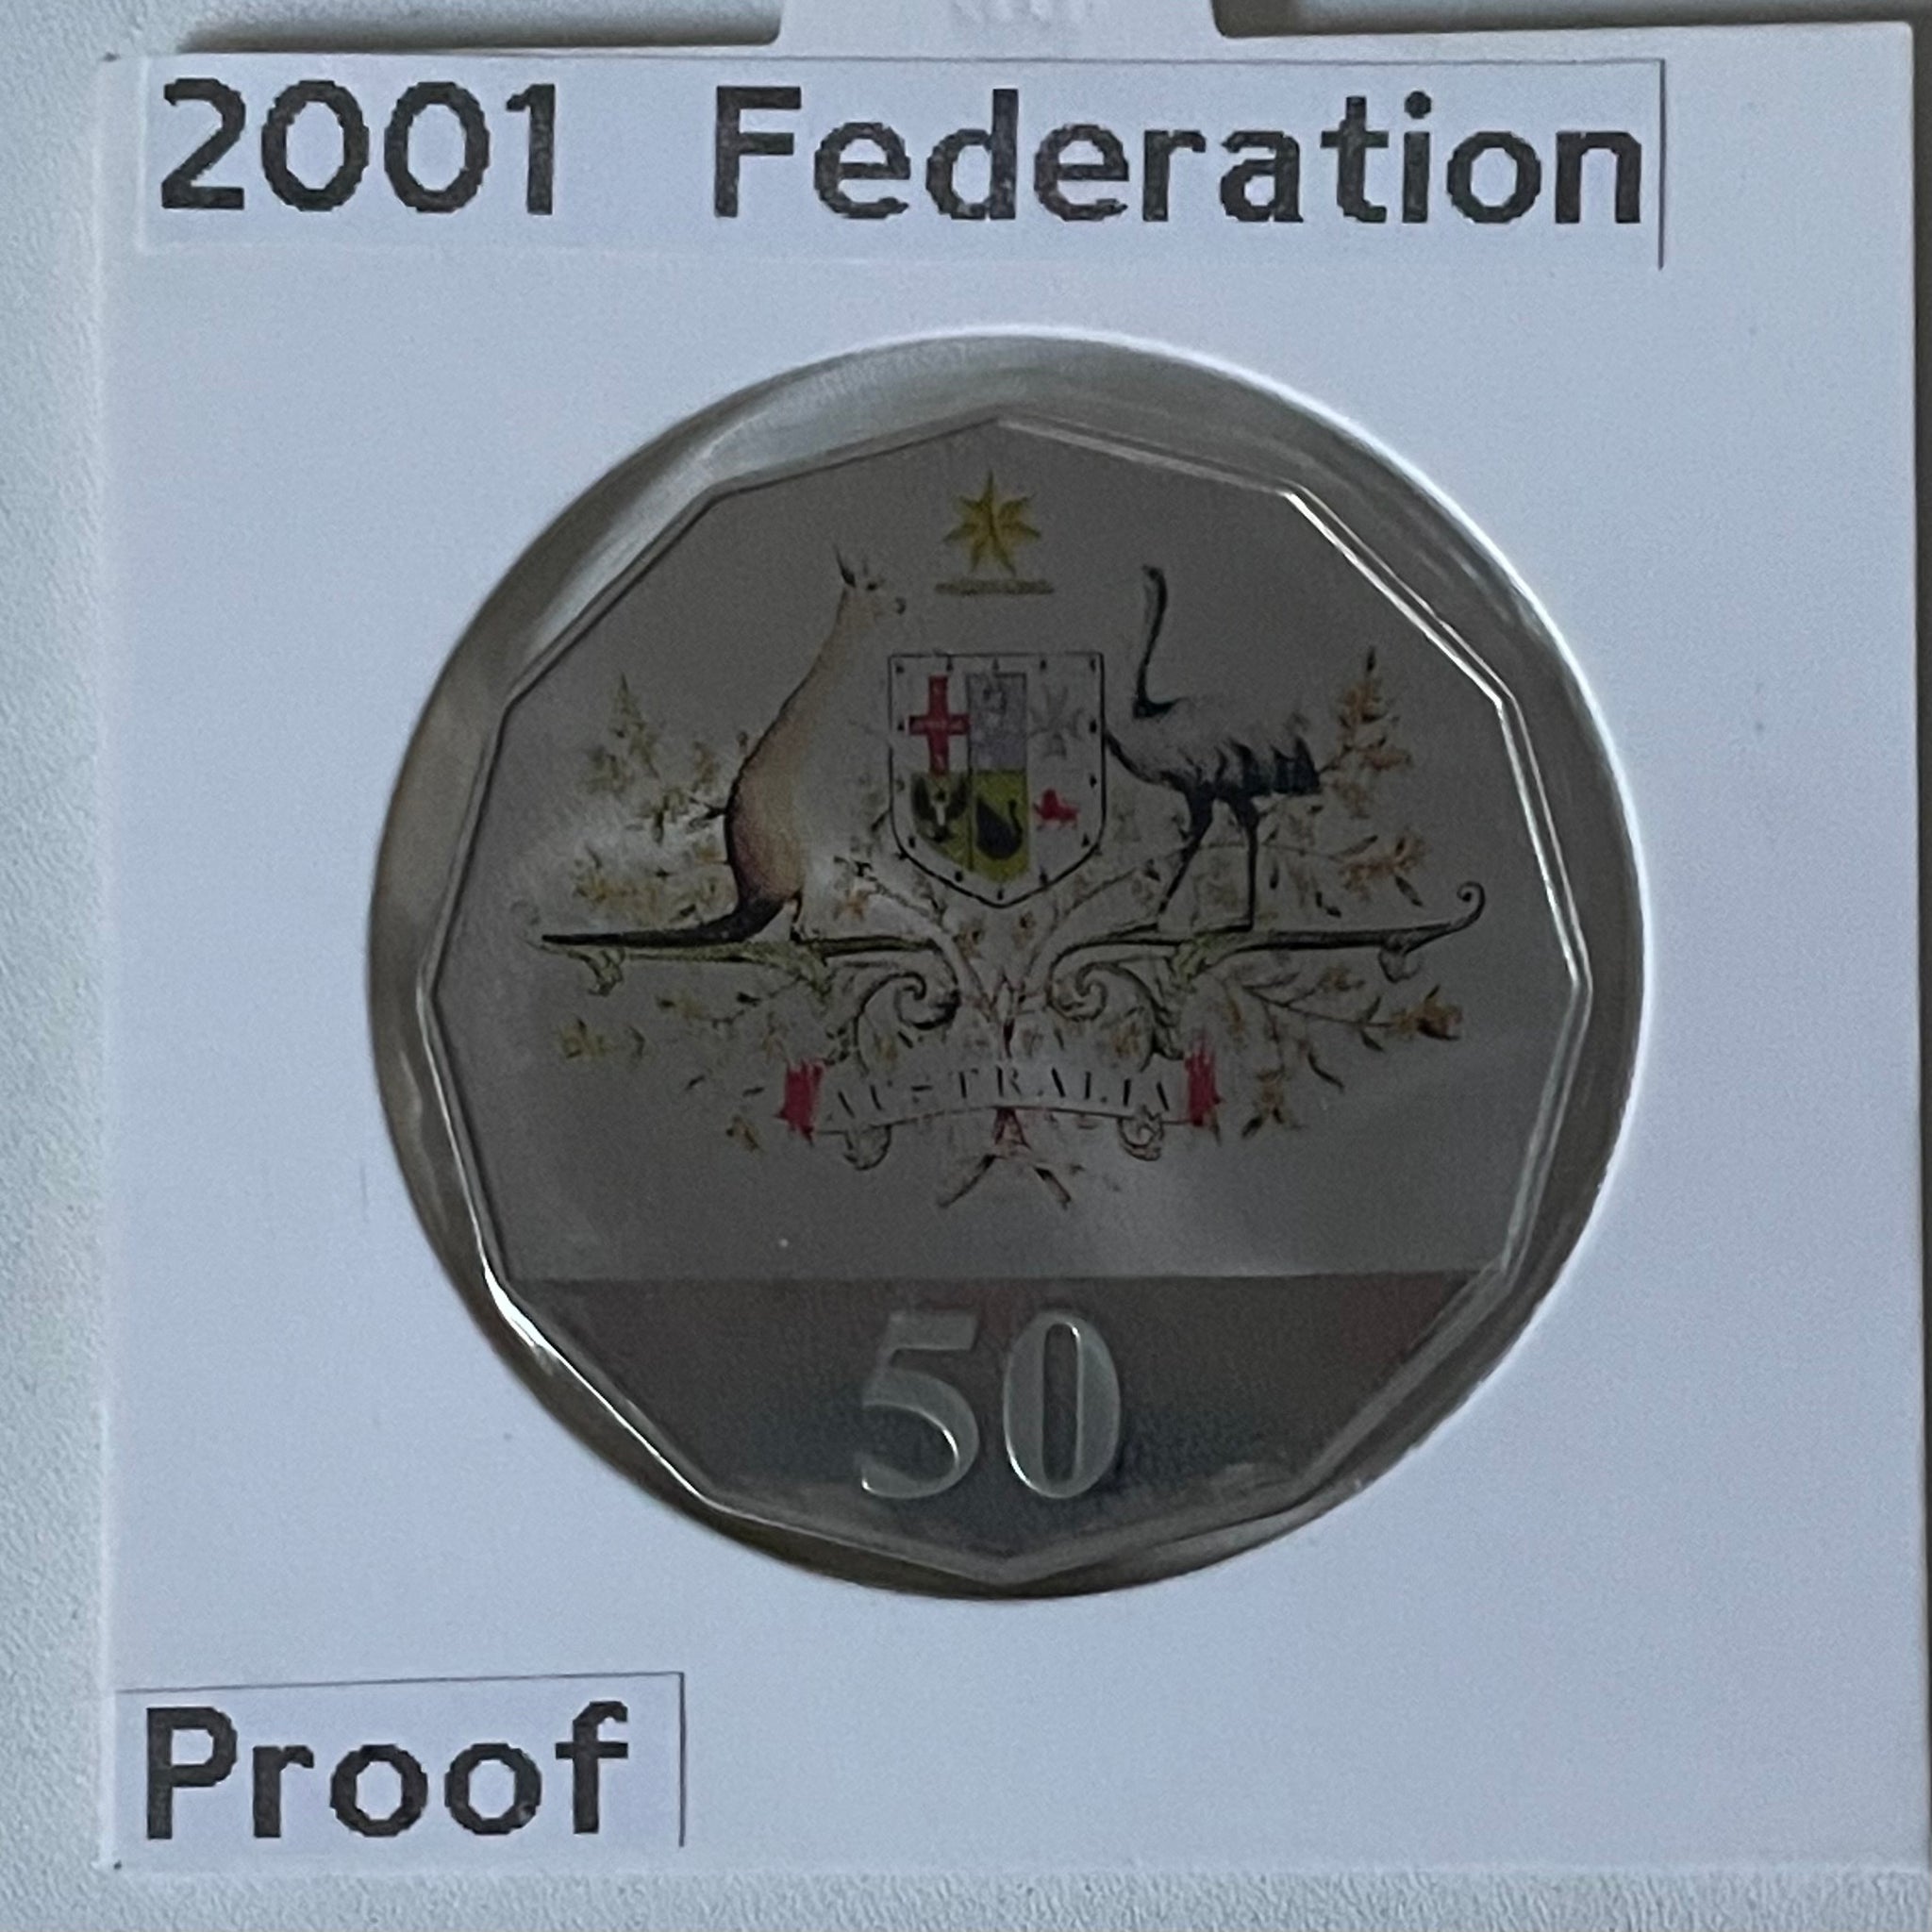 2001 Federation
AUSTRALIA
50
Proof